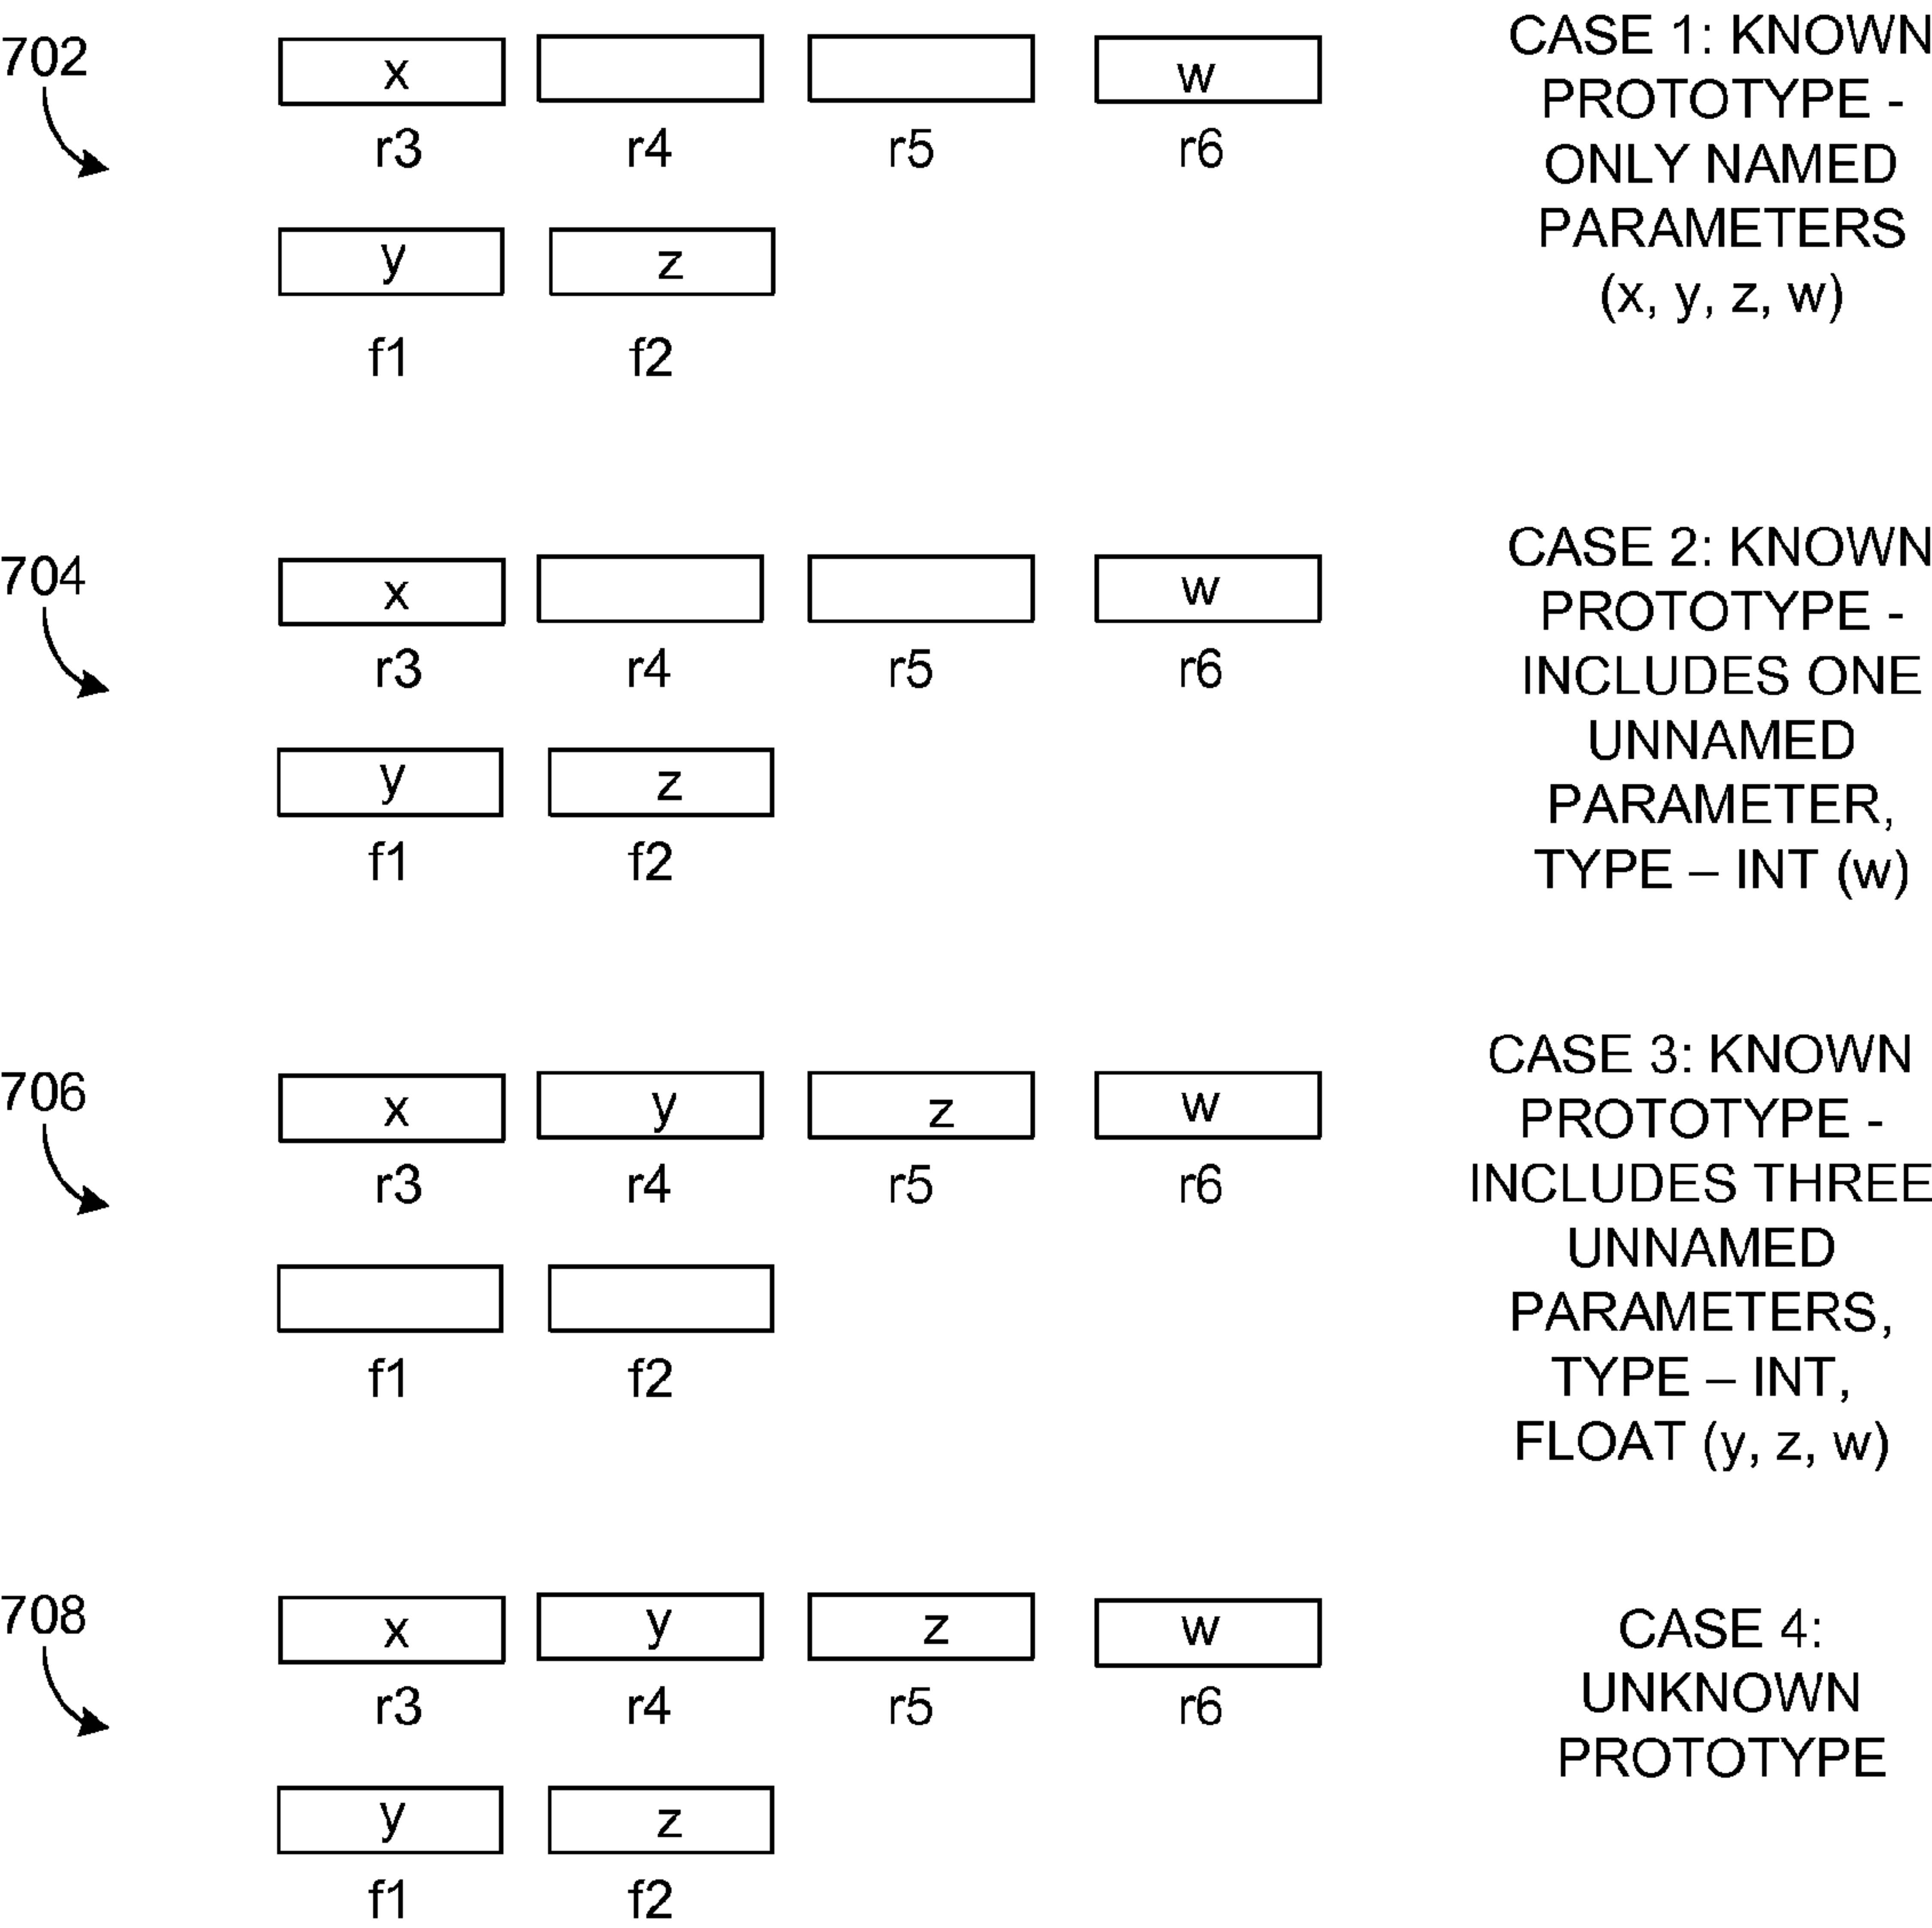 702
x
w
r3 r4 r5 r6
y z
f1 f2
CASE 1: KNOWN
PROTOTYPE -
ONLY NAMED
PARAMETERS
(x, y, z, w)
704
x
w
r3 r4 r5 r6
y z
f1 f2
CASE 2: KNOWN
PROTOTYPE -
INCLUDES ONE
UNNAMED
PARAMETER,
TYPE – INT (w)
706
x y z w
r3 r4 r5 r6
f1 f2
CASE 3: KNOWN
PROTOTYPE -
INCLUDES THREE
UNNAMED
PARAMETERS,
TYPE – INT,
FLOAT (y, z, w)
708
x y z w
r3 r4 r5 r6
y z
f1 f2
CASE 4:
UNKNOWN
PROTOTYPE